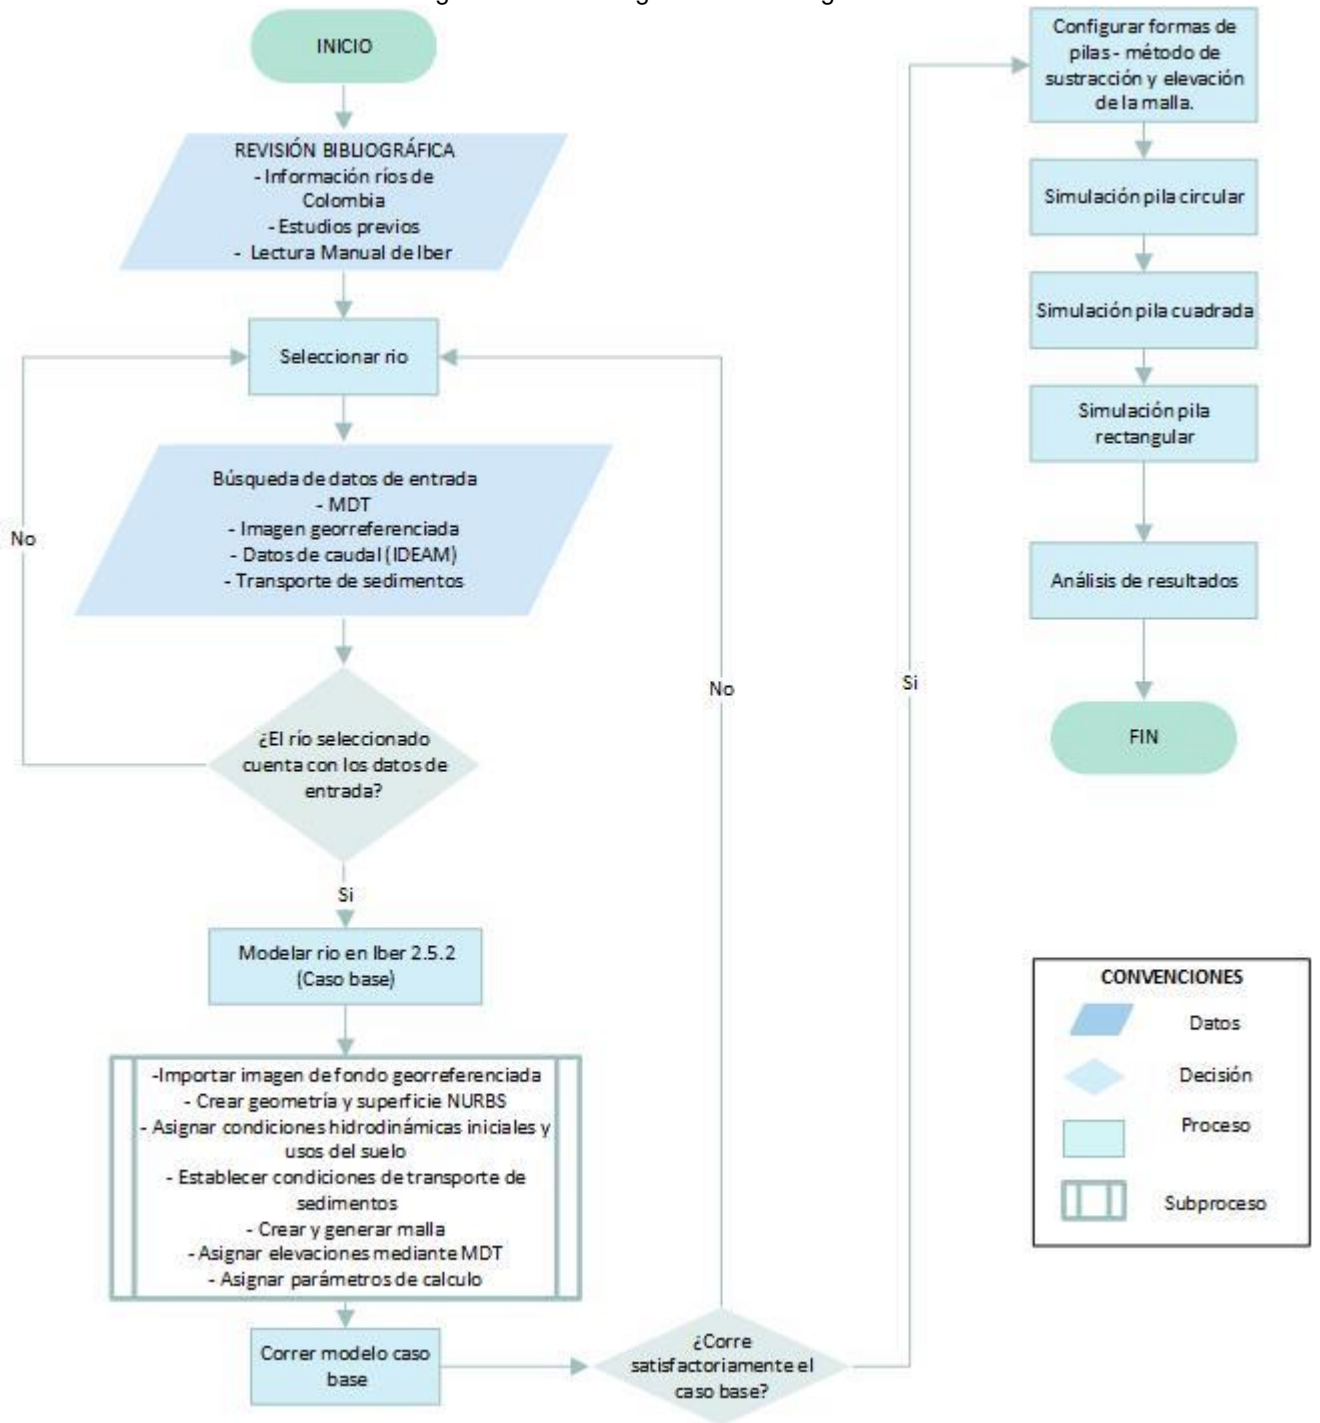 INICIO
REVISIÓN BIBLIOGRÁFICA
- Información ríos de
Colombia
- Estudios previos
- Lectura Manual de Iber
Seleccionar rio
Búsqueda de datos de entrada
- MDT
- Imagen georreferenciada
- Datos de caudal (IDEAM)
- Transporte de sedimentos
No
¿El río seleccionado
cuenta con los datos de
entrada?
Si
Modelar rio en Iber 2.5.2
(Caso base)
-Importar imagen de fondo georreferenciada
- Crear geometría y superficie NURBS
- Asignar condiciones hidrodinámicas iniciales y
usos del suelo
- Establecer condiciones de transporte de
sedimentos
- Crear y generar malla
- Asignar elevaciones mediante MDT
- Asignar parámetros de calculo
Correr modelo caso
base
¿Corre
satisfactoriamente el
caso base?
No
Si
Configurar formas de
pilas - método de
sustracción y elevación
de la malla.
Simulación pila circular
Simulación pila cuadrada
Simulación pila
rectangular
Análisis de resultados
FIN
CONVENCIONES
Datos
Decisión
Proceso
Subproceso